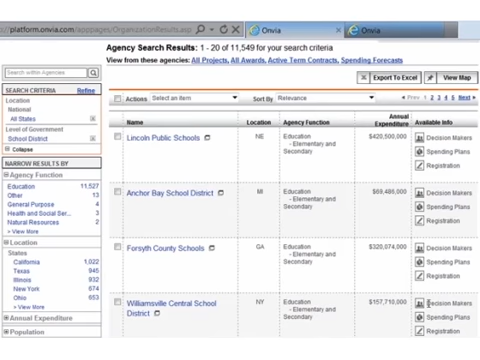 ://platform.onvia.com/app/pages/OrganizationResults.asp
Onvia
Onvia
Agency Search Results: 1 - 20 of 11,549 for your search criteria
View from these agencies: All Projects, All Awards, Active Term Contracts, Spending Forecasts
Search within Agencies
Export To Excel
View Map
SEARCH CRITERIA Refine
Location
National
All States
Level of Government
School District
Collapse
NARROW RESULTS BY
Agency Function
Education 11,527
Other 13
General Purpose 4
Health and Social Ser... 3
Natural Resources 2
> View More
Location
States
California 1,022
Texas 945
Illinois 932
New York 674
Ohio 653
> View More
Annual Expenditure
Population
Actions Select an item Sort By Relevance
Prev 1 2 3 4 5 Next
Name Location Agency Function Annual Expenditure Available Info
Lincoln Public Schools NE Education - Elementary and Secondary $420,500,000 Decision Makers
Spending Plans
Registration
Anchor Bay School District MI Education - Elementary and Secondary $69,486,000 Decision Makers
Spending Plans
Registration
Forsyth County Schools GA Education - Elementary and Secondary $320,074,000 Decision Makers
Spending Plans
Registration
Williamsville Central School District NY Education - Elementary and Secondary $157,710,000 Decision Makers
Spending Plans
Registration